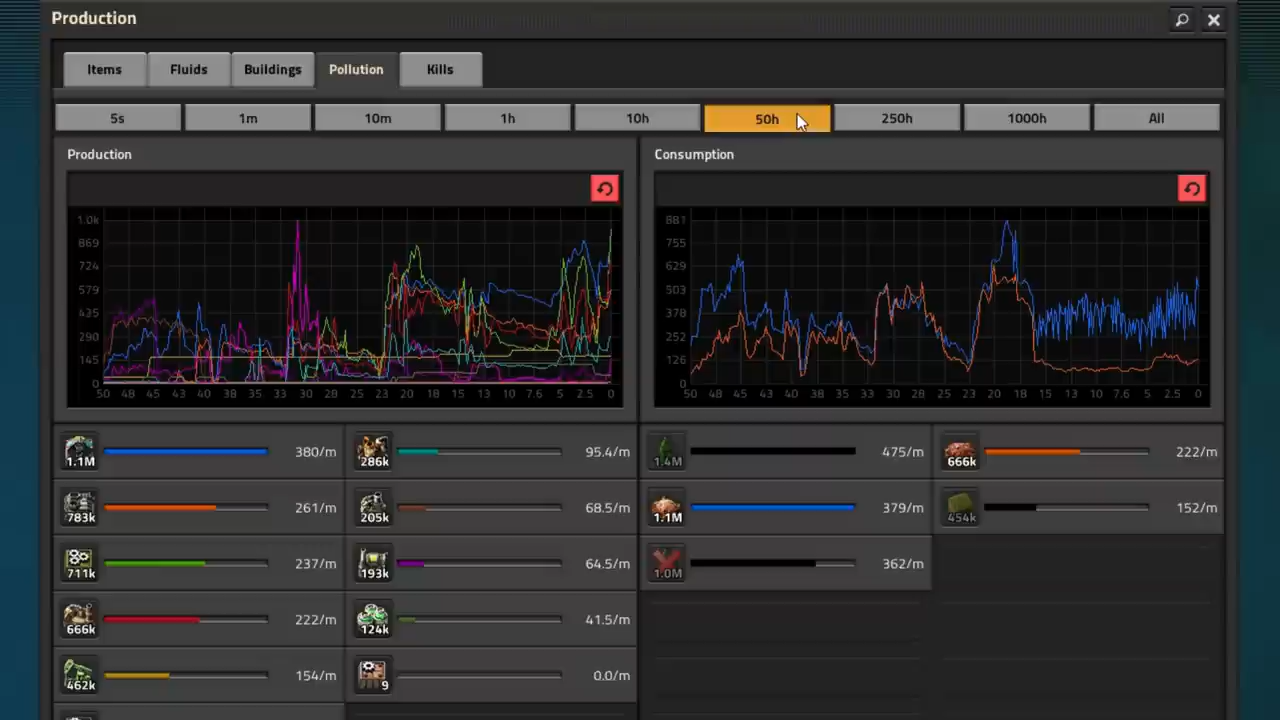 Production
Items Fluids Buildings Pollution Kills
5s 1m 10m 1h 10h 50h 250h 1000h All
Production Consumption
1.0k
869
724
579
435
290
145
0
50 48 45 43 40 38 35 33 30 28 25 23 20 18 15 13 10 7.6 5 2.5 0
881
755
629
503
378
252
126
0
50 48 45 43 40 38 35 33 30 28 25 23 20 18 15 13 10 7.6 5 2.5 0
1.1M 380/m 286k 95.4/m 1.4M 475/m 666k 222/m
783k 261/m 205k 68.5/m 1.1M 379/m 454k 152/m
711k 237/m 193k 64.5/m 1.0M 362/m
666k 222/m 124k 41.5/m
462k 154/m 9 0.0/m